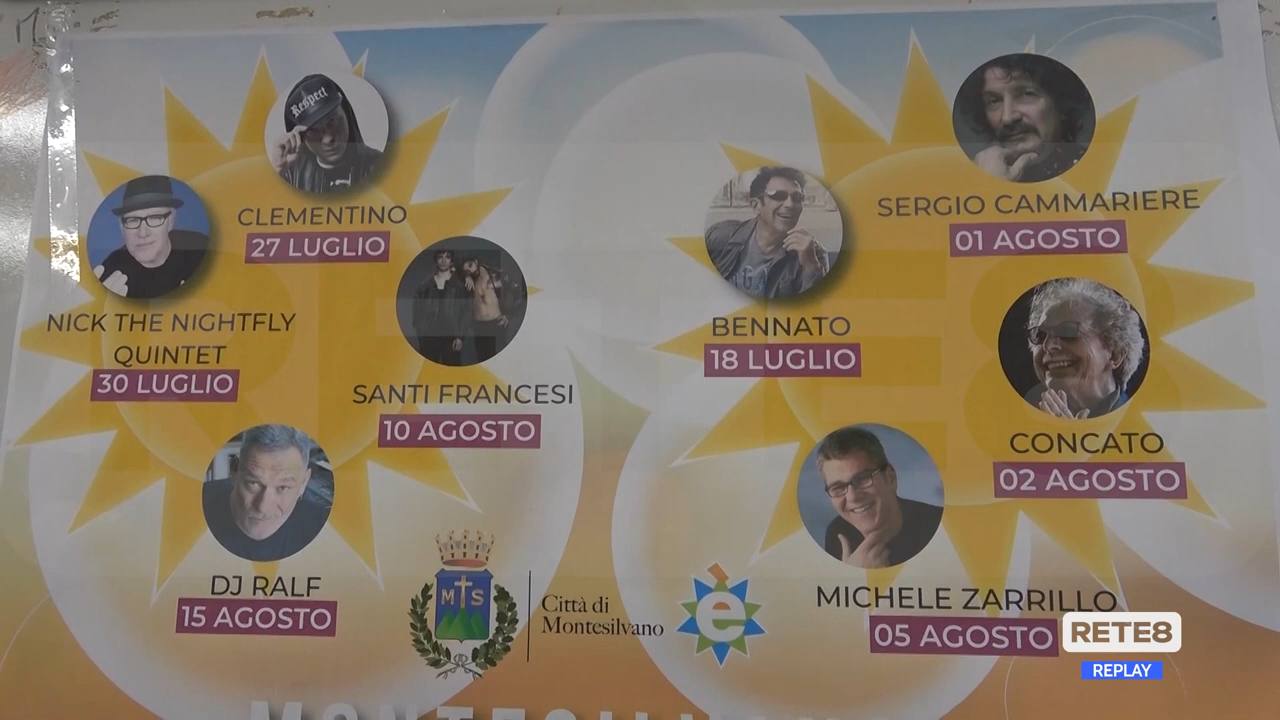 Respect
CLEMENTINO
27 LUGLIO
NICK THE NIGHTFLY
QUINTET
30 LUGLIO
SANTI FRANCESI
10 AGOSTO
DJ RALF
15 AGOSTO
SERGIO CAMMARIERE
01 AGOSTO
BENNATO
18 LUGLIO
CONCATO
02 AGOSTO
MICHELE ZARRILLO
05 AGOSTO
M S
Città di
Montesilvano
è
RETE8
REPLAY